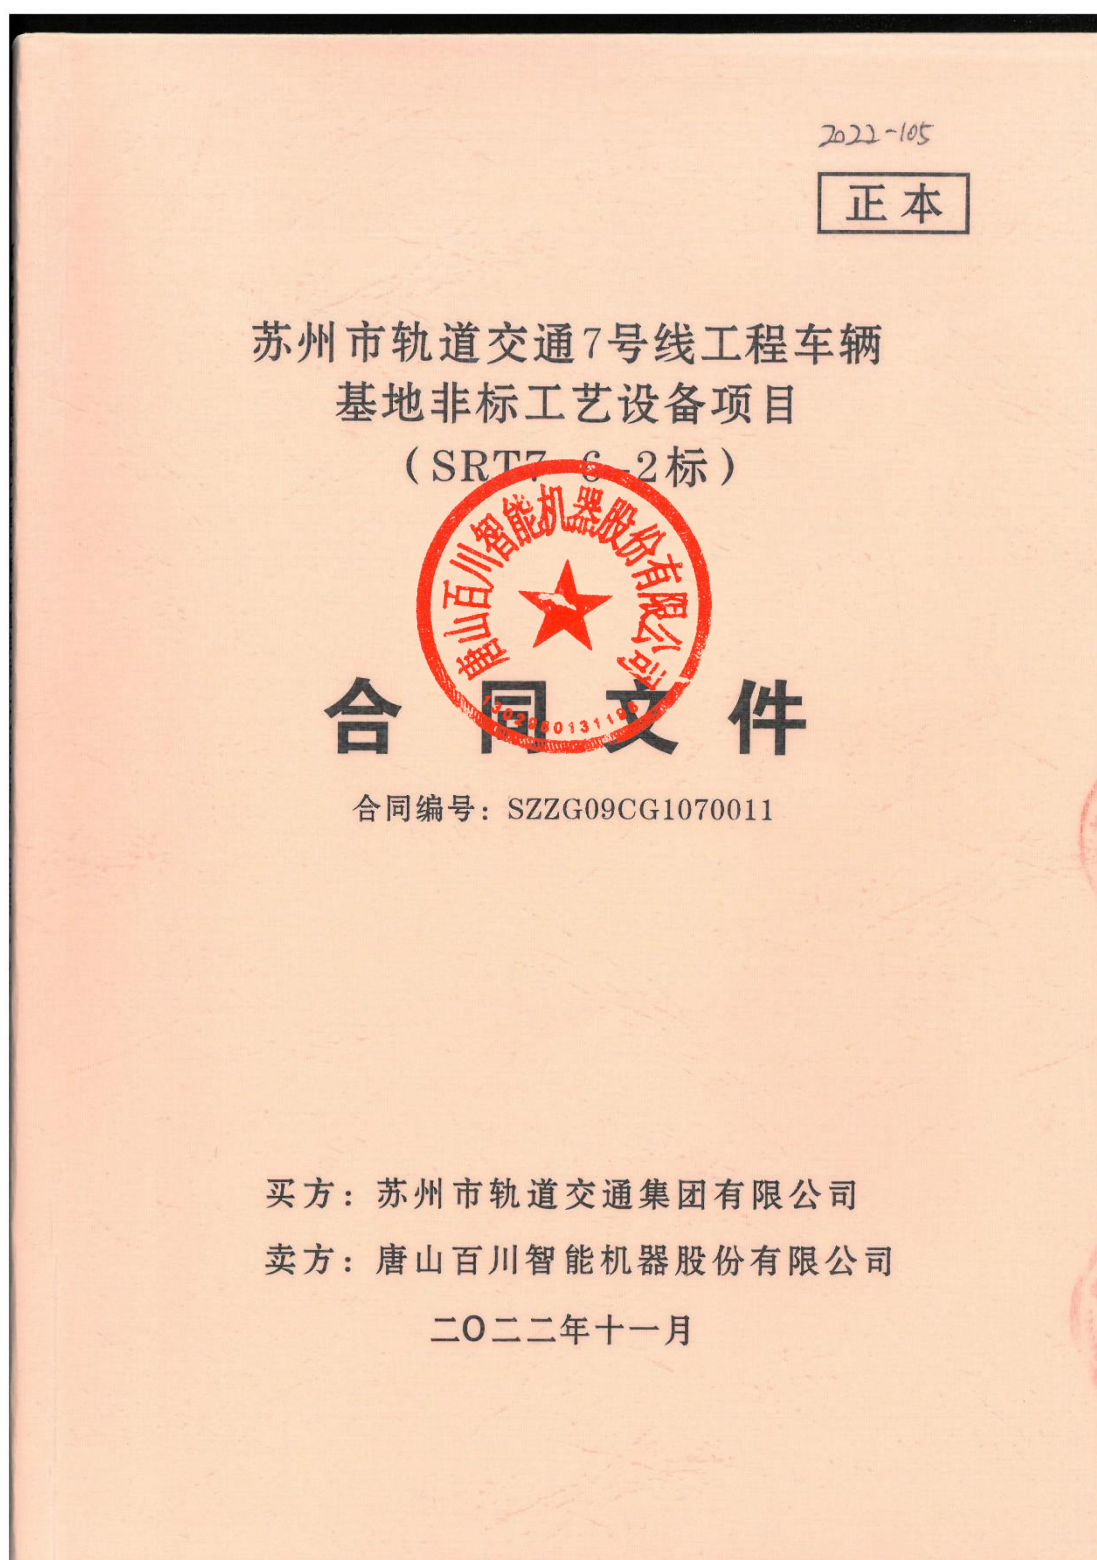 2022-105
正本
苏州市轨道交通7号线工程车辆
基地非标工艺设备项目
(SRT7-6-2标)
唐山百川智能机器股份有限公司
合同文件
合同编号: SZZG09CG1070011
买方: 苏州市轨道交通集团有限公司
卖方: 唐山百川智能机器股份有限公司
二〇二二年十一月